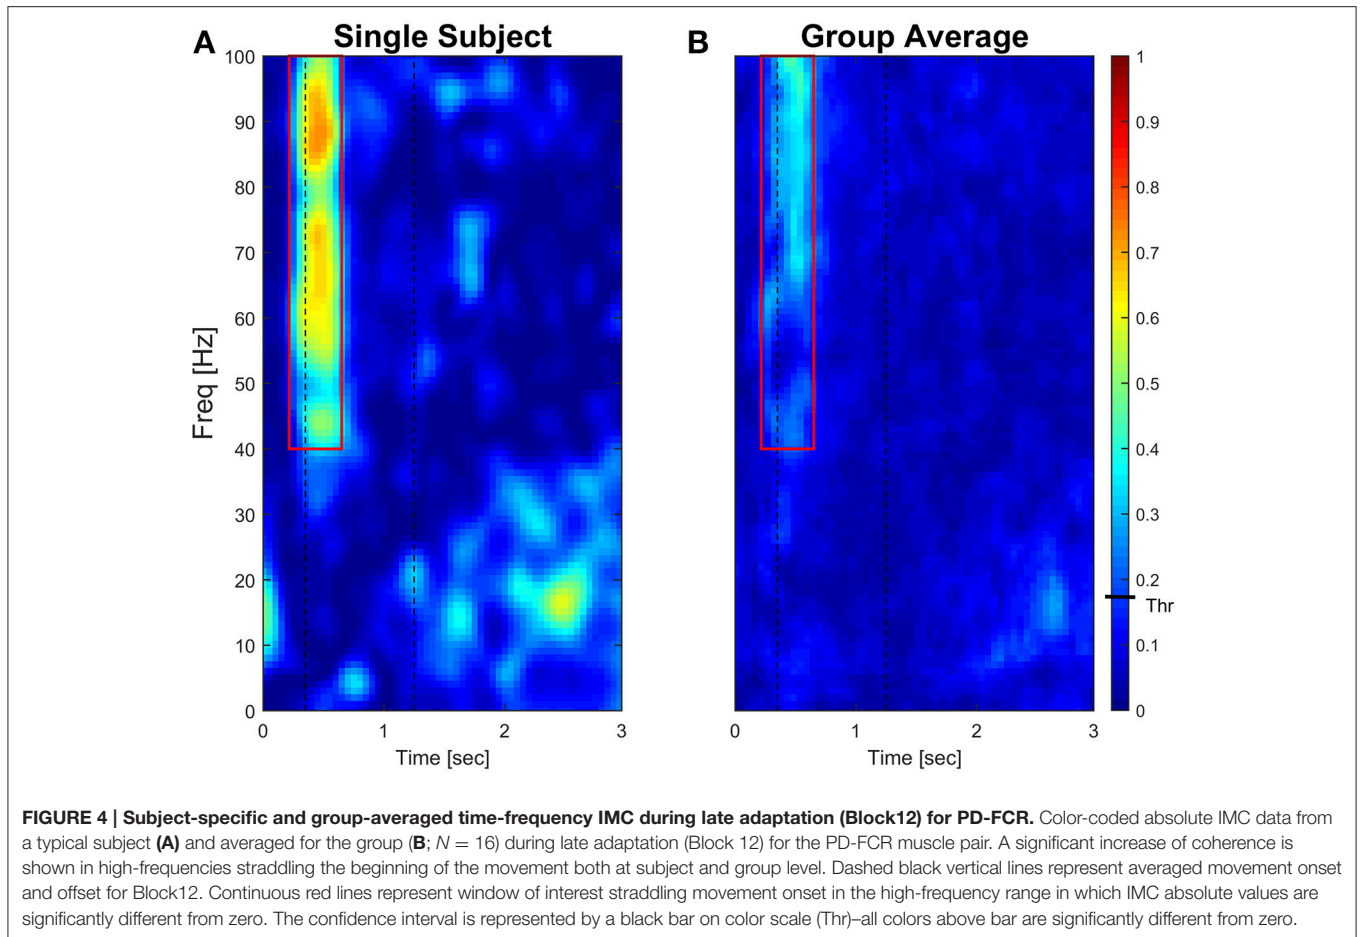 A Single Subject
B Group Average
100
90
80
70
60
50
40
30
20
10
0
Freq [Hz]
0 1 2 3
Time [sec]
0 1 2 3
Time [sec]
1
0.9
0.8
0.7
0.6
0.5
0.4
0.3
0.2
Thr
0.1
0
FIGURE 4 | Subject-specific and group-averaged time-frequency IMC during late adaptation (Block12) for PD-FCR. Color-coded absolute IMC data from
a typical subject (A) and averaged for the group (B; N = 16) during late adaptation (Block 12) for the PD-FCR muscle pair. A significant increase of coherence is
shown in high-frequencies straddling the beginning of the movement both at subject and group level. Dashed black vertical lines represent averaged movement onset
and offset for Block12. Continuous red lines represent window of interest straddling movement onset in the high-frequency range in which IMC absolute values are
significantly different from zero. The confidence interval is represented by a black bar on color scale (Thr)–all colors above bar are significantly different from zero.